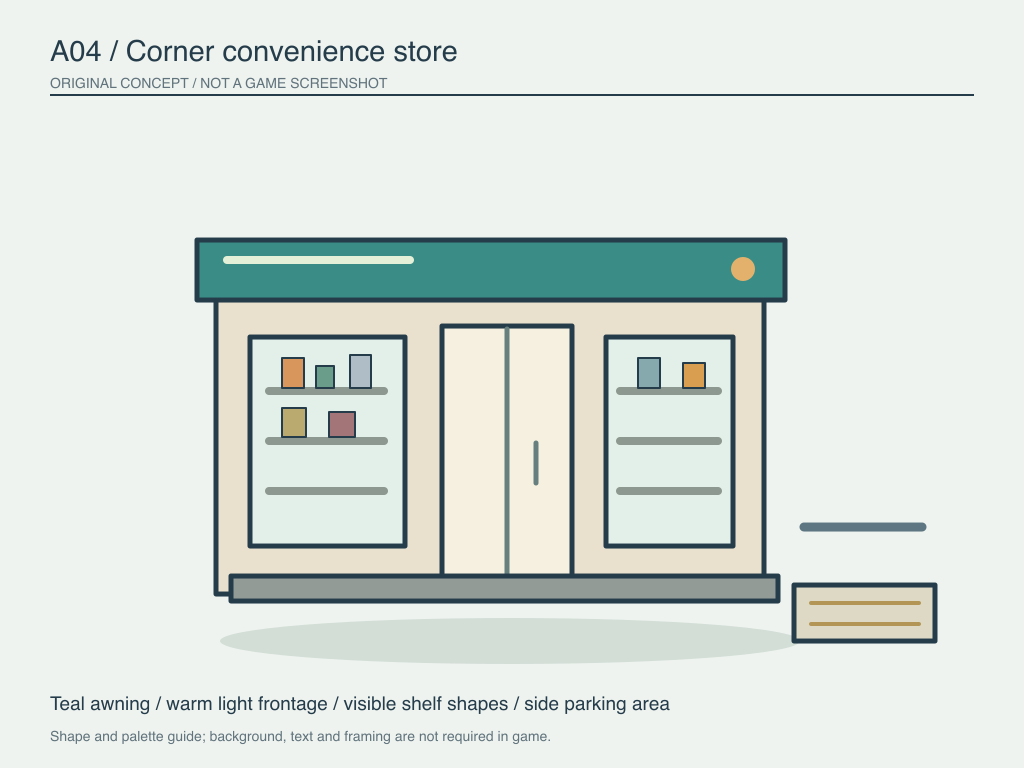 A04 / Corner convenience store
ORIGINAL CONCEPT / NOT A GAME SCREENSHOT
Teal awning / warm light frontage / visible shelf shapes / side parking area
Shape and palette guide; background, text and framing are not required in game.